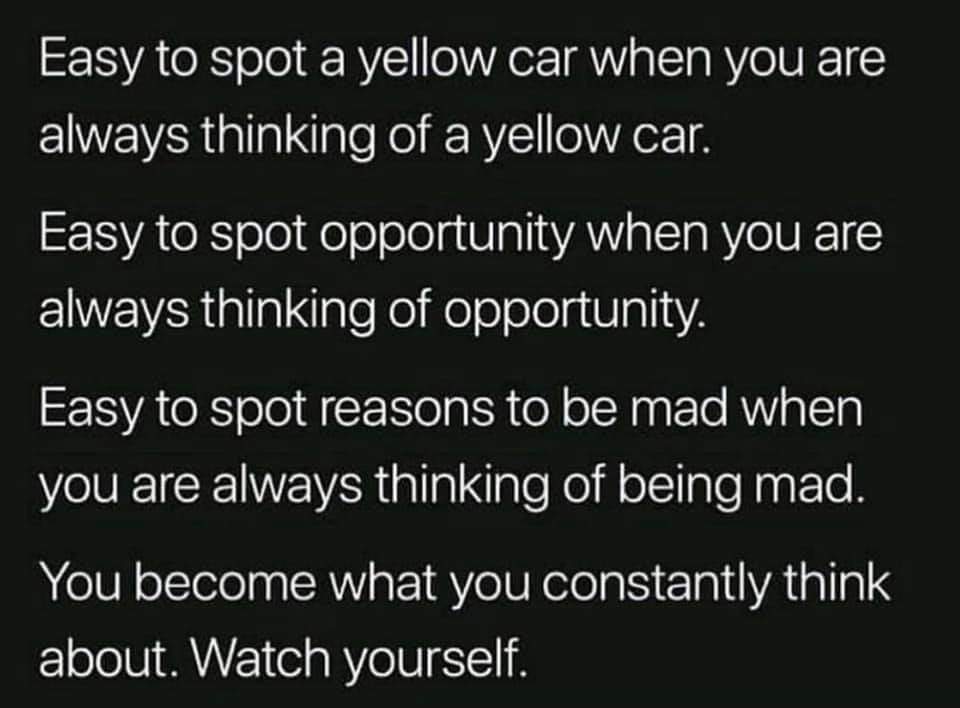 Easy to spot a yellow car when you are
always thinking of a yellow car.
Easy to spot opportunity when you are
always thinking of opportunity.
Easy to spot reasons to be mad when
you are always thinking of being mad.
You become what you constantly think
about. Watch yourself.